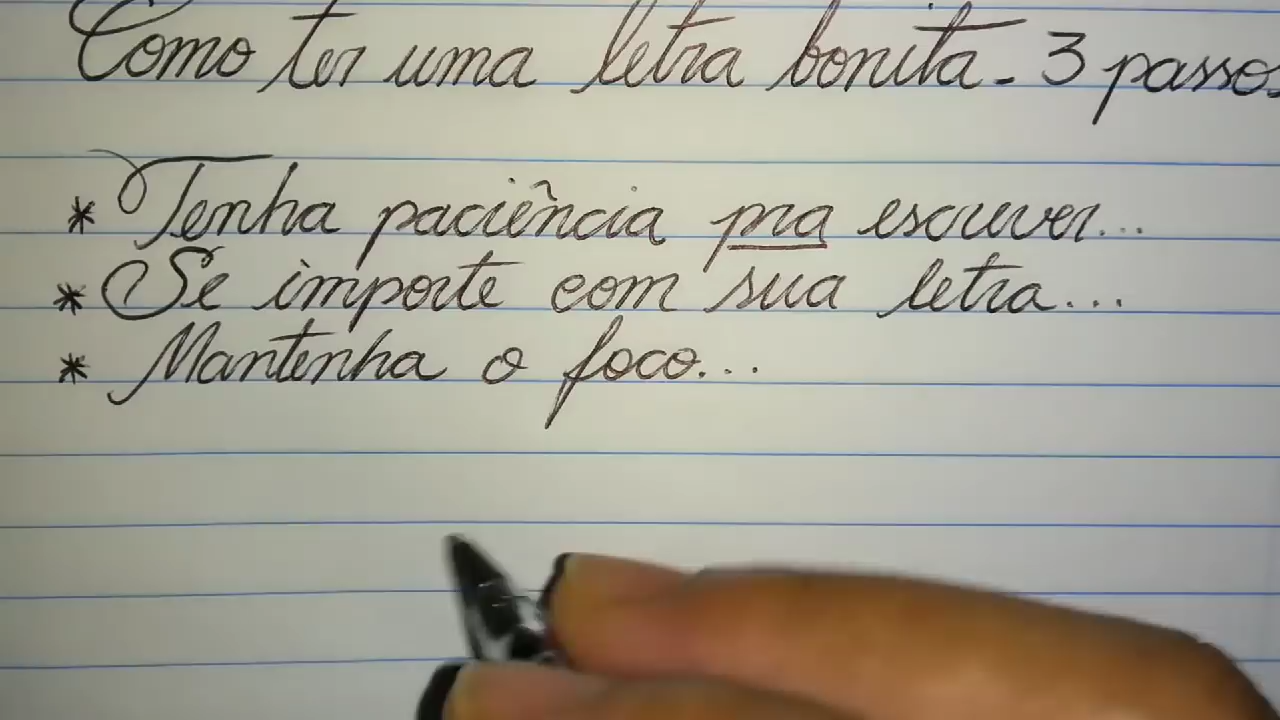 Como ter uma letra bonita - 3 passos
* Tenha paciência pra escrever...
* Se importe com sua letra...
* Mantenha o foco...